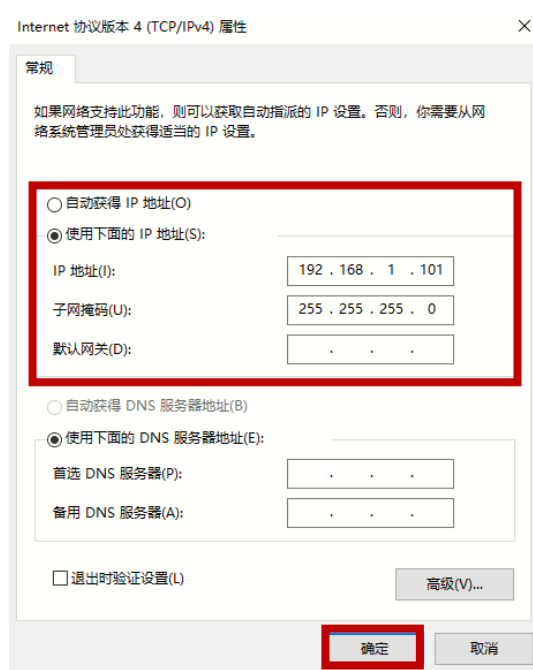 Internet 协议版本 4 (TCP/IPv4) 属性
常规
如果网络支持此功能，则可以获取自动指派的 IP 设置。否则，你需要从网
络系统管理员处获得适当的 IP 设置。
自动获得 IP 地址(O)
使用下面的 IP 地址(S):
IP 地址(I): 192 . 168 . 1 . 101
子网掩码(U): 255 . 255 . 255 . 0
默认网关(D): . . .
自动获得 DNS 服务器地址(B)
使用下面的 DNS 服务器地址(E):
首选 DNS 服务器(P): . . .
备用 DNS 服务器(A): . . .
退出时验证设置(L)
高级(V)...
确定 取消